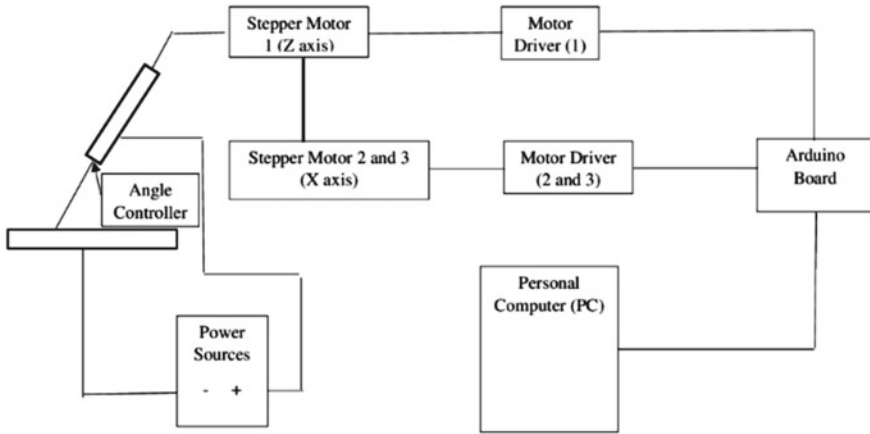 Stepper Motor
1 (Z axis)
Motor
Driver (1)
Stepper Motor 2 and 3
(X axis)
Motor Driver
(2 and 3)
Arduino
Board
Angle
Controller
Personal
Computer (PC)
Power
Sources
- +